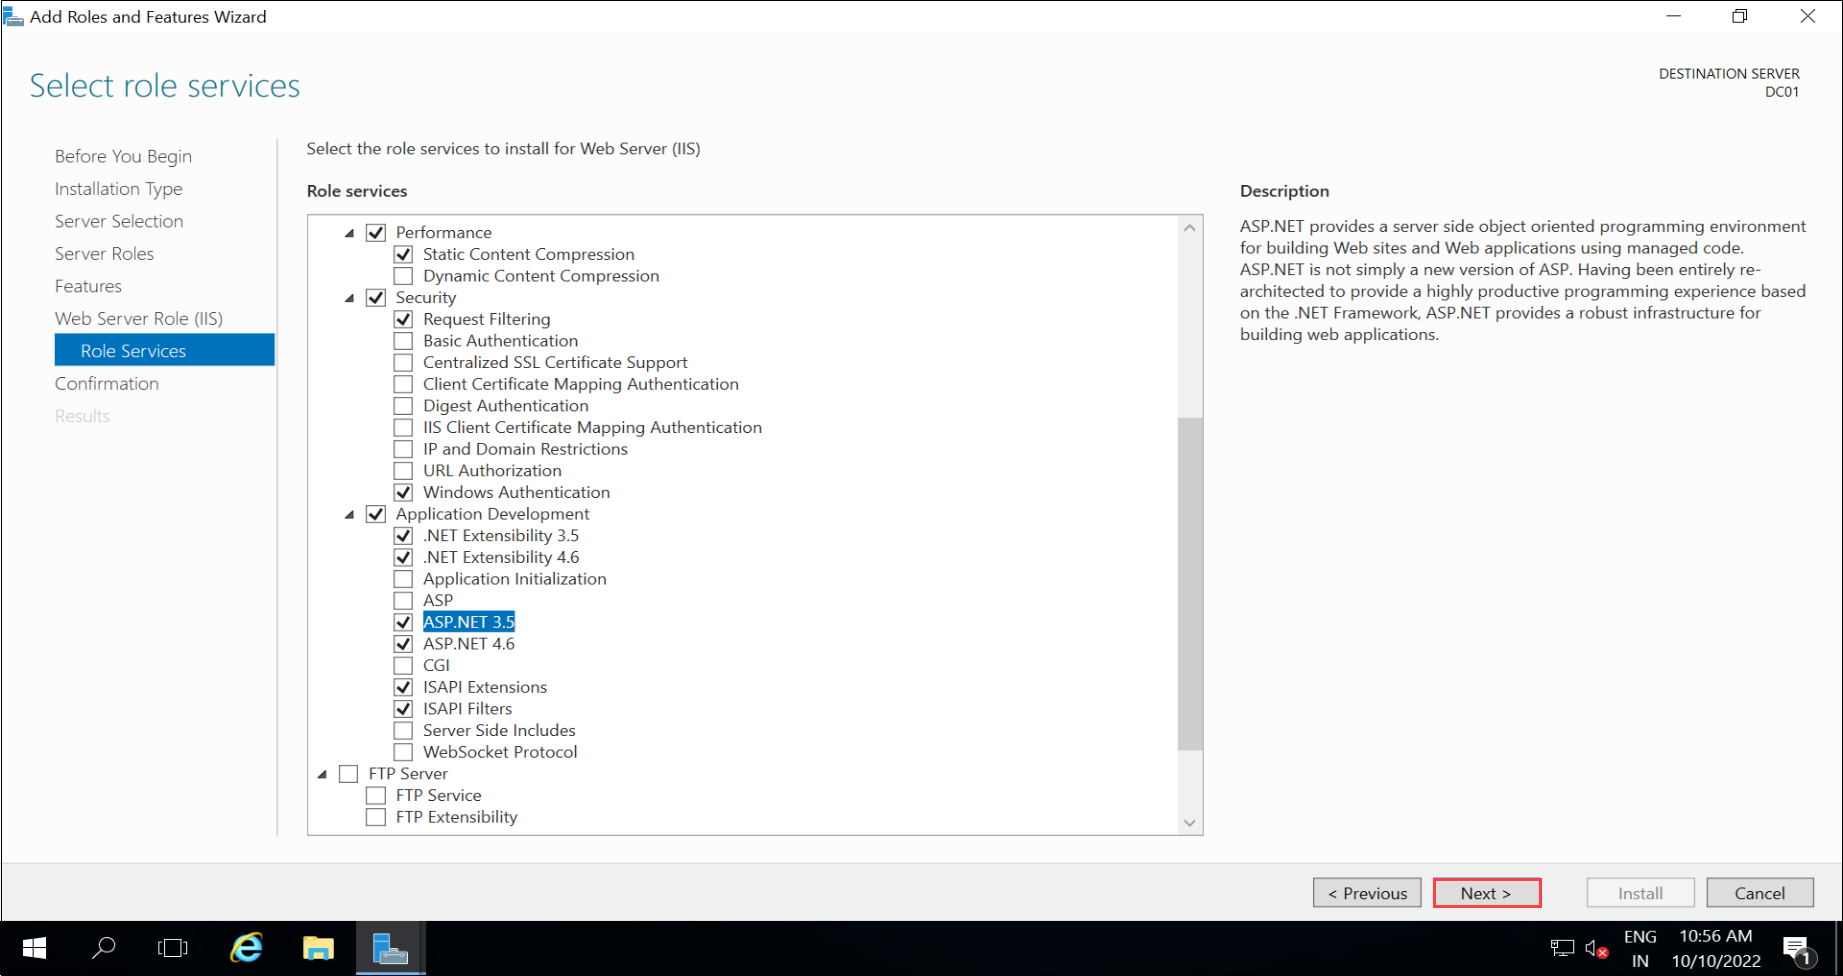 Add Roles and Features Wizard
Select role services
DESTINATION SERVER
DC01
Before You Begin
Installation Type
Server Selection
Server Roles
Features
Web Server Role (IIS)
Role Services
Confirmation
Results
Select the role services to install for Web Server (IIS)
Role services
Performance
Static Content Compression
Dynamic Content Compression
Security
Request Filtering
Basic Authentication
Centralized SSL Certificate Support
Client Certificate Mapping Authentication
Digest Authentication
IIS Client Certificate Mapping Authentication
IP and Domain Restrictions
URL Authorization
Windows Authentication
Application Development
.NET Extensibility 3.5
.NET Extensibility 4.6
Application Initialization
ASP
ASP.NET 3.5
ASP.NET 4.6
CGI
ISAPI Extensions
ISAPI Filters
Server Side Includes
WebSocket Protocol
FTP Server
FTP Service
FTP Extensibility
Description
ASP.NET provides a server side object oriented programming environment
for building Web sites and Web applications using managed code.
ASP.NET is not simply a new version of ASP. Having been entirely re-
architected to provide a highly productive programming experience based
on the .NET Framework, ASP.NET provides a robust infrastructure for
building web applications.
< Previous
Next >
Install
Cancel
ENG
IN
10:56 AM
10/10/2022
1